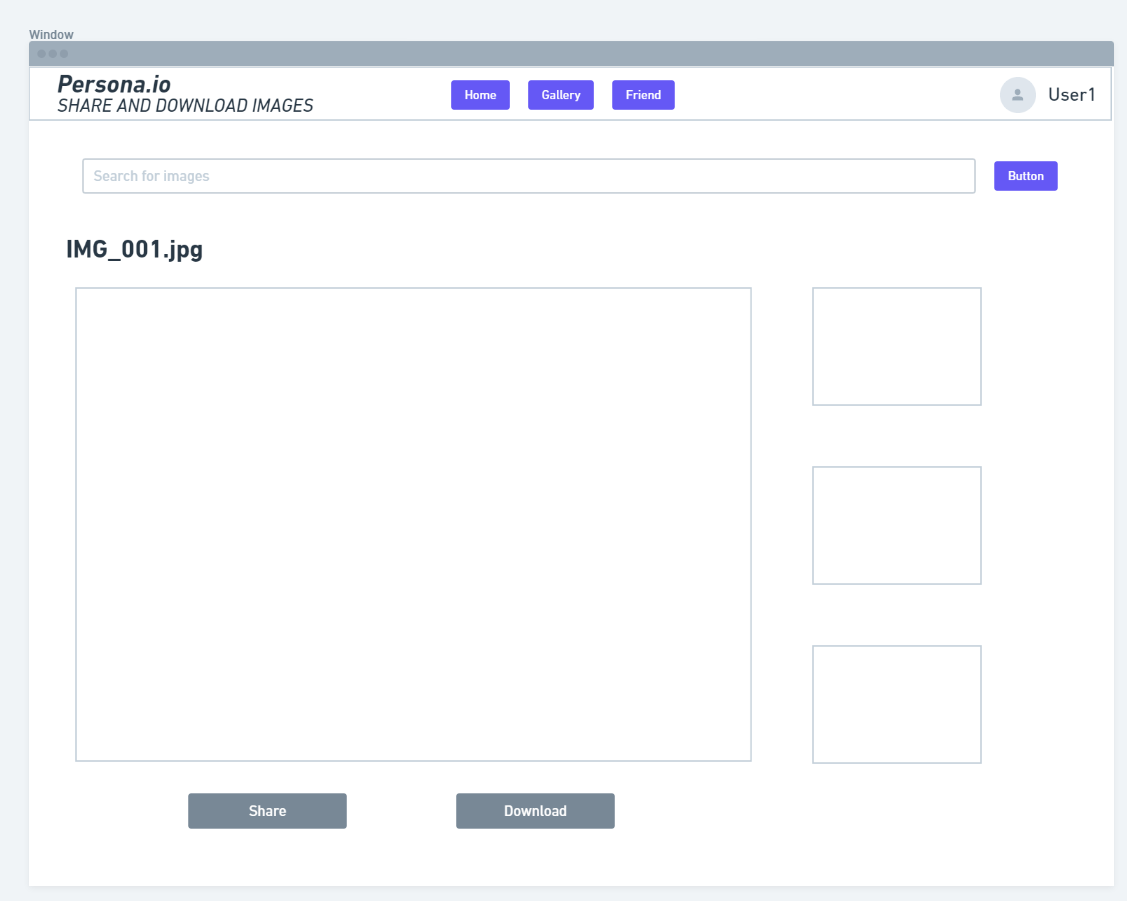 Window
Persona.io
SHARE AND DOWNLOAD IMAGES
Home Gallery Friend
User1
Search for images
Button
IMG_001.jpg
Share
Download